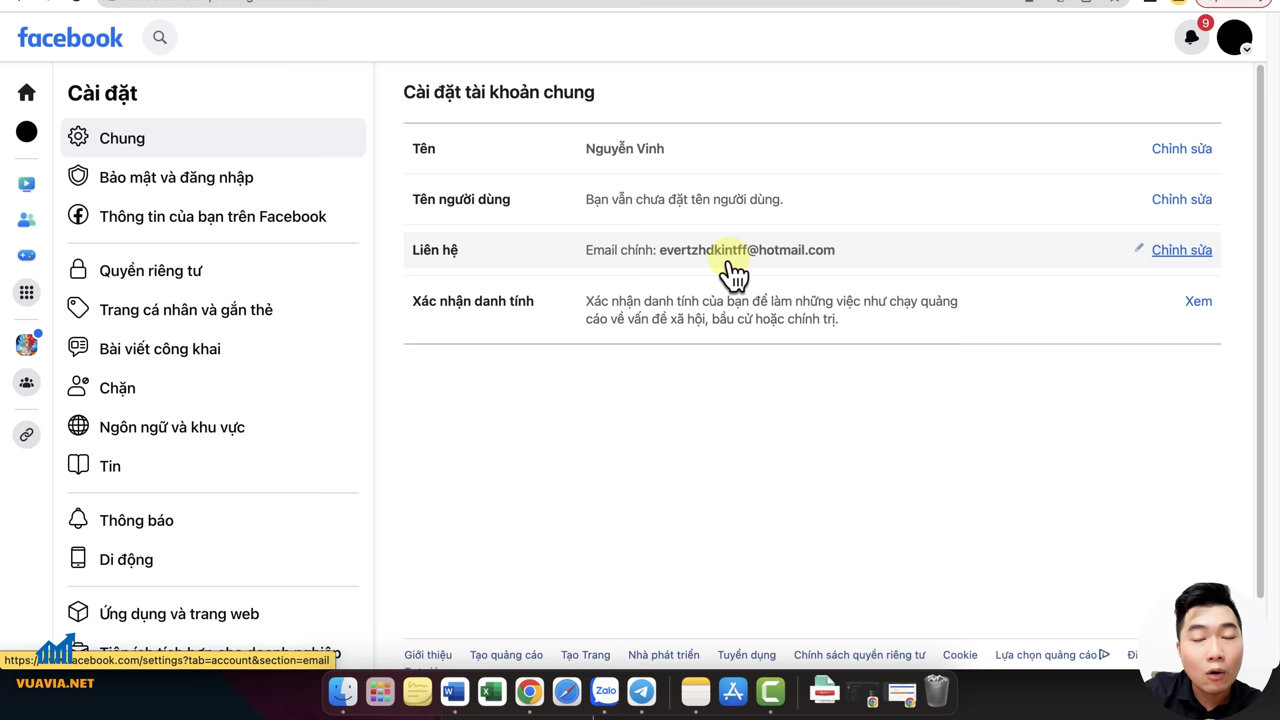 facebook
9
Cài đặt
Chung
Bảo mật và đăng nhập
Thông tin của bạn trên Facebook
Quyền riêng tư
Trang cá nhân và gắn thẻ
Bài viết công khai
Chặn
Ngôn ngữ và khu vực
Tin
Thông báo
Di động
Ứng dụng và trang web
Cài đặt tài khoản chung
Tên
Nguyễn Vinh
Chỉnh sửa
Tên người dùng
Bạn vẫn chưa đặt tên người dùng.
Chỉnh sửa
Liên hệ
Email chính: evertzhdkintff@hotmail.com
Chỉnh sửa
Xác nhận danh tính
Xác nhận danh tính của bạn để làm những việc như chạy quảng
cáo về vấn đề xã hội, bầu cử hoặc chính trị.
Xem
Giới thiệu Tạo quảng cáo Tạo Trang Nhà phát triển Tuyển dụng Chính sách quyền riêng tư Cookie Lựa chọn quảng cáo
facebook.com/settings?tab=account&section=email
VUAVIA.NET
Zalo